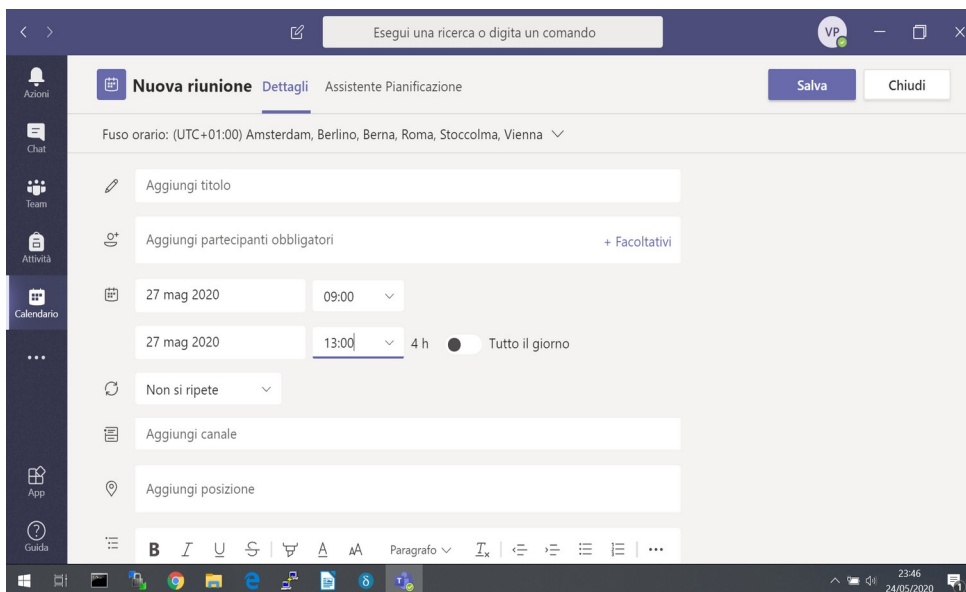 Esegui una ricerca o digita un comando
VP
Azioni
Chat
Team
Attività
Calendario
App
Guida
Nuova riunione Dettagli Assistente Pianificazione
Salva Chiudi
Fuso orario: (UTC+01:00) Amsterdam, Berlino, Berna, Roma, Stoccolma, Vienna
Aggiungi titolo
Aggiungi partecipanti obbligatori + Facoltativi
27 mag 2020 09:00
27 mag 2020 13:00 4 h Tutto il giorno
Non si ripete
Aggiungi canale
Aggiungi posizione
B I U S A AA Paragrafo Ix
23:46
24/05/2020